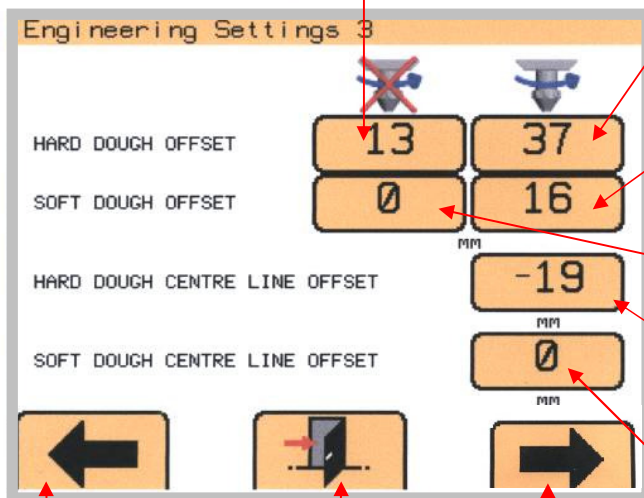 Engineering Settings 3
HARD DOUGH OFFSET 13 37
SOFT DOUGH OFFSET 0 16
MM
HARD DOUGH CENTRE LINE OFFSET -19
MM
SOFT DOUGH CENTRE LINE OFFSET 0
MM